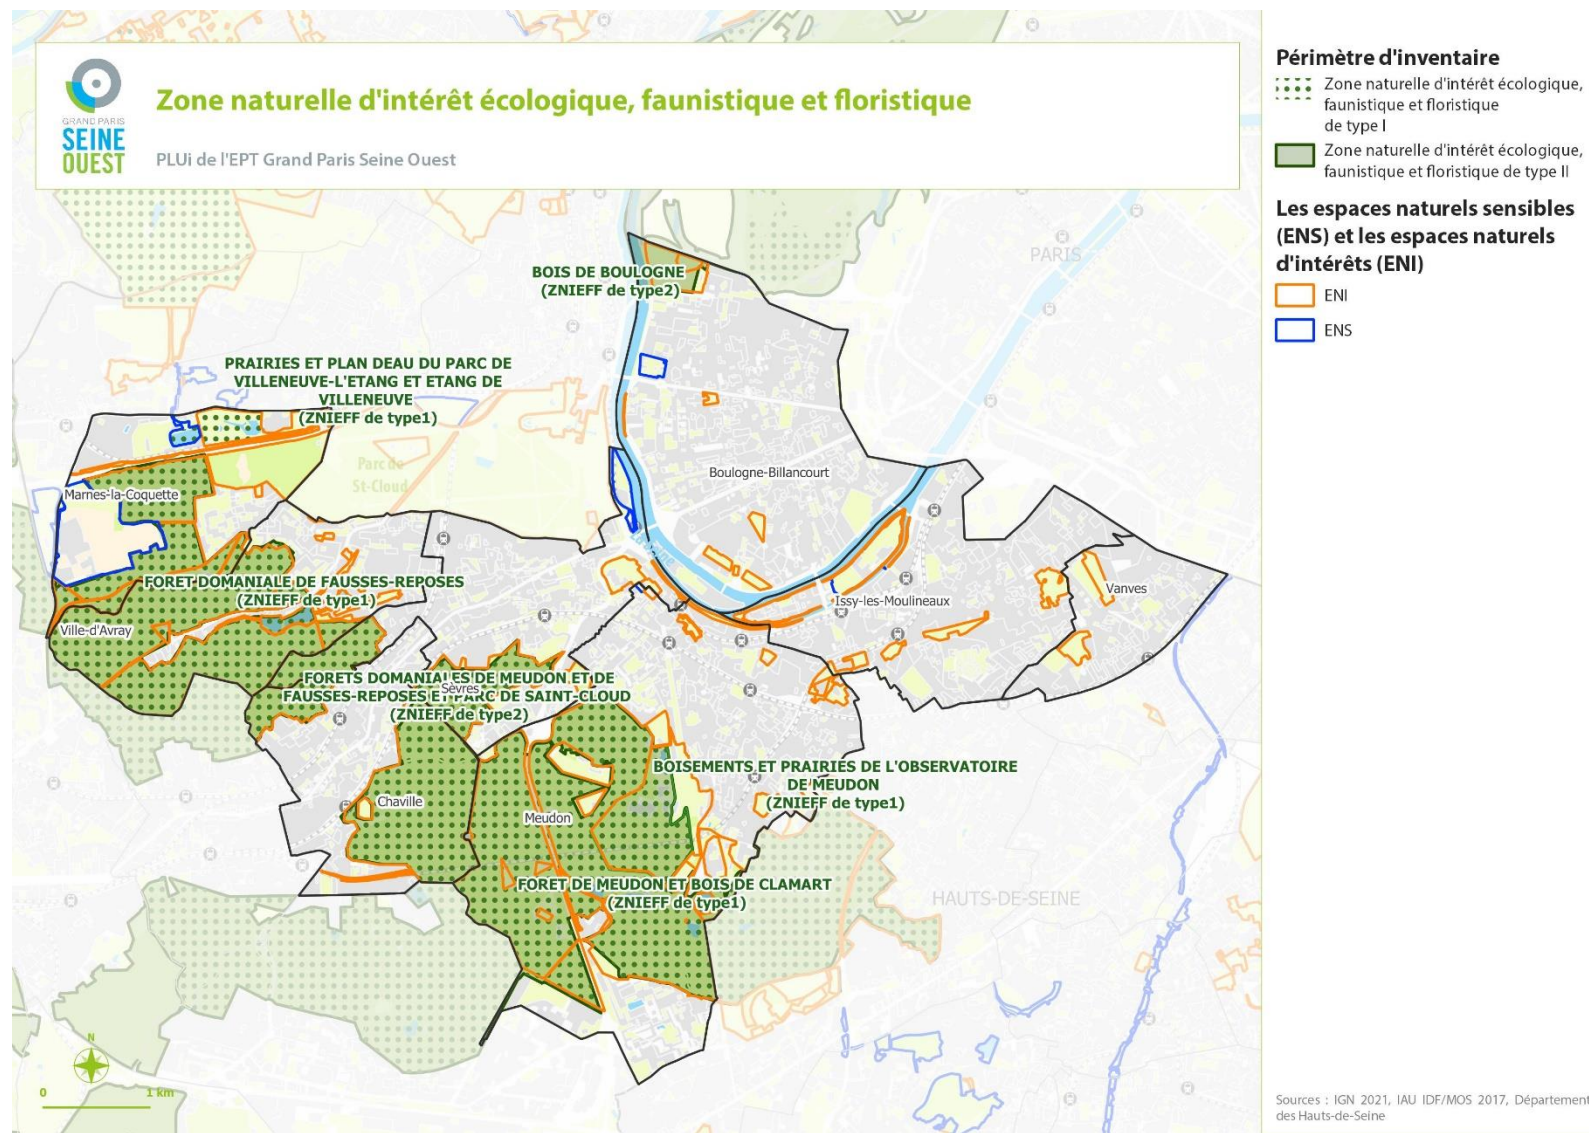 GRAND PARIS
SEINE
OUEST
Zone naturelle d'intérêt écologique, faunistique et floristique
PLUi de l'EPT Grand Paris Seine Ouest
PARIS
BOIS DE BOULOGNE
(ZNIEFF de type2)
PRAIRIES ET PLAN DEAU DU PARC DE
VILLENEUVE-L'ETANG ET ETANG DE
VILLENEUVE
(ZNIEFF de type1)
Parc de
St-Cloud
Boulogne-Billancourt
Marnes-la-Coquette
La Seine
FORET DOMANIALE DE FAUSSES-REPOSES
(ZNIEFF de type1)
Vanves
Issy-les-Moulineaux
Ville-d'Avray
FORETS DOMANIALES DE MEUDON ET DE
Sèvres
FAUSSES-REPOSES ET PARC DE SAINT-CLOUD
(ZNIEFF de type2)
BOISEMENTS ET PRAIRIES DE L'OBSERVATOIRE
DE MEUDON
(ZNIEFF de type1)
Chaville
Meudon
FORET DE MEUDON ET BOIS DE CLAMART
(ZNIEFF de type1)
HAUTS-DE-SEINE
N
0 1 km
Périmètre d'inventaire
Zone naturelle d'intérêt écologique,
faunistique et floristique
de type I
Zone naturelle d'intérêt écologique,
faunistique et floristique de type II
Les espaces naturels sensibles
(ENS) et les espaces naturels
d'intérêts (ENI)
ENI
ENS
Sources : IGN 2021, IAU IDF/MOS 2017, Département
des Hauts-de-Seine